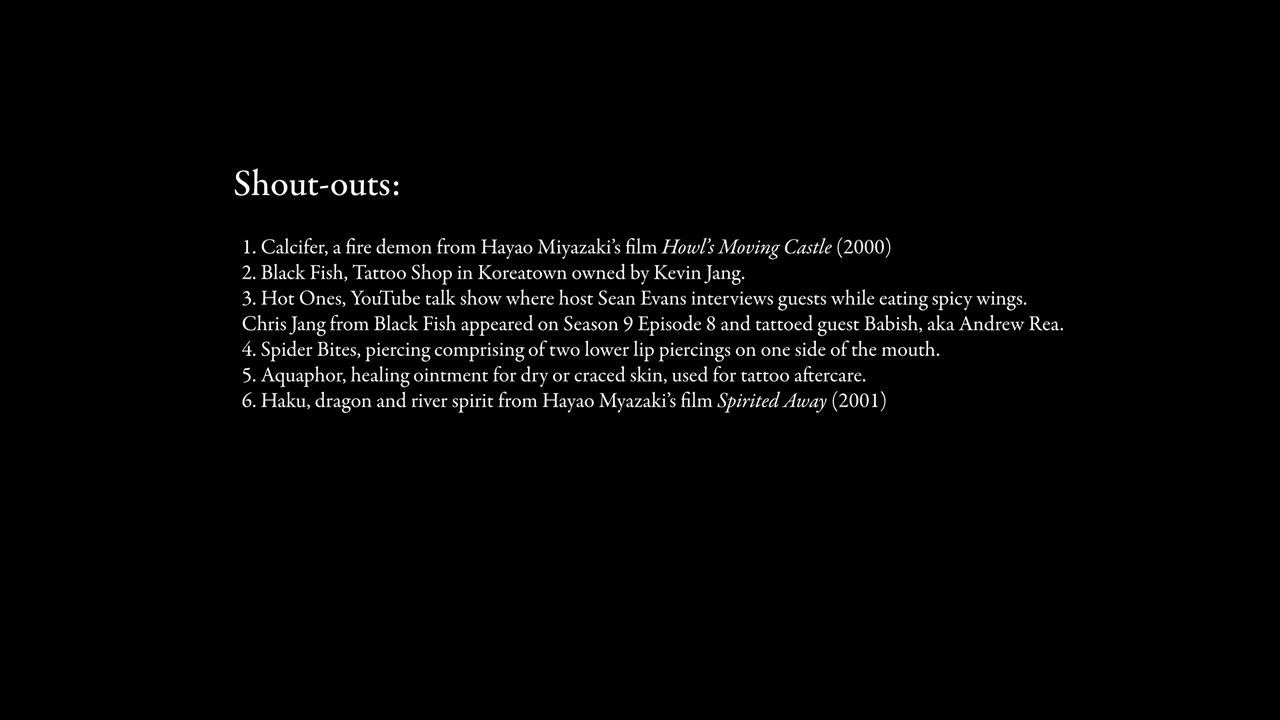 Shout-outs:
1. Calcifer, a fire demon from Hayao Miyazaki's film Howl's Moving Castle (2000)
2. Black Fish, Tattoo Shop in Koreatown owned by Kevin Jang.
3. Hot Ones, YouTube talk show where host Sean Evans interviews guests while eating spicy wings.
Chris Jang from Black Fish appeared on Season 9 Episode 8 and tattoed guest Babish, aka Andrew Rea.
4. Spider Bites, piercing comprising of two lower lip piercings on one side of the mouth.
5. Aquaphor, healing ointment for dry or craced skin, used for tattoo aftercare.
6. Haku, dragon and river spirit from Hayao Myazaki's film Spirited Away (2001)